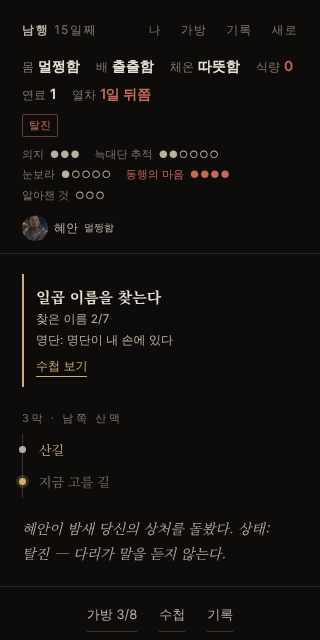 남행 15일째 나 가방 기록 새로
몸 멀쩡함 배 출출함 체온 따뜻함 식량 0
연료 1 열차 1일 뒤쯤
탈진
의지 ●●● 늑대단 추적 ●●○○○○
눈보라 ●○○○○ 동행의 마음 ●●●●
알아챈 것 ○○○
혜안 멀쩡함
일곱 이름을 찾는다
찾은 이름 2/7
명단: 명단이 내 손에 있다
수첩 보기
3막 · 남쪽 산맥
산길
지금 고를 길
혜안이 밤새 당신의 상처를 돌봤다. 상태:
탈진 — 다리가 말을 듣지 않는다.
가방 3/8 수첩 기록